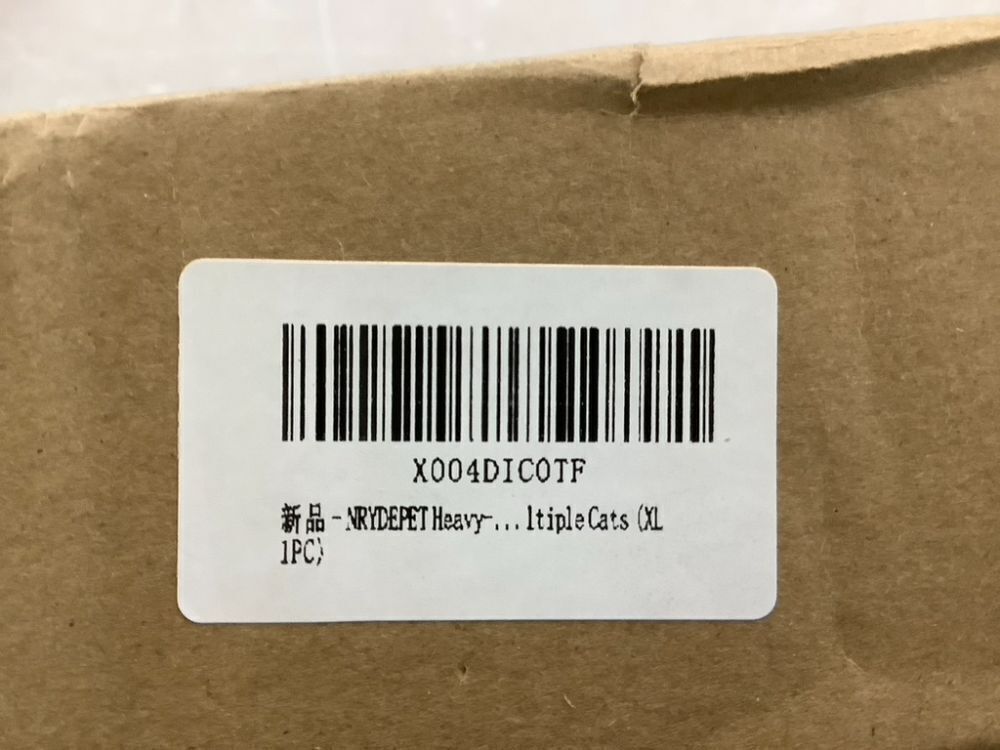 X004DIC0TF
新品 - NRYDEPET Heavy-... ltiple Cats (XL
1PC)